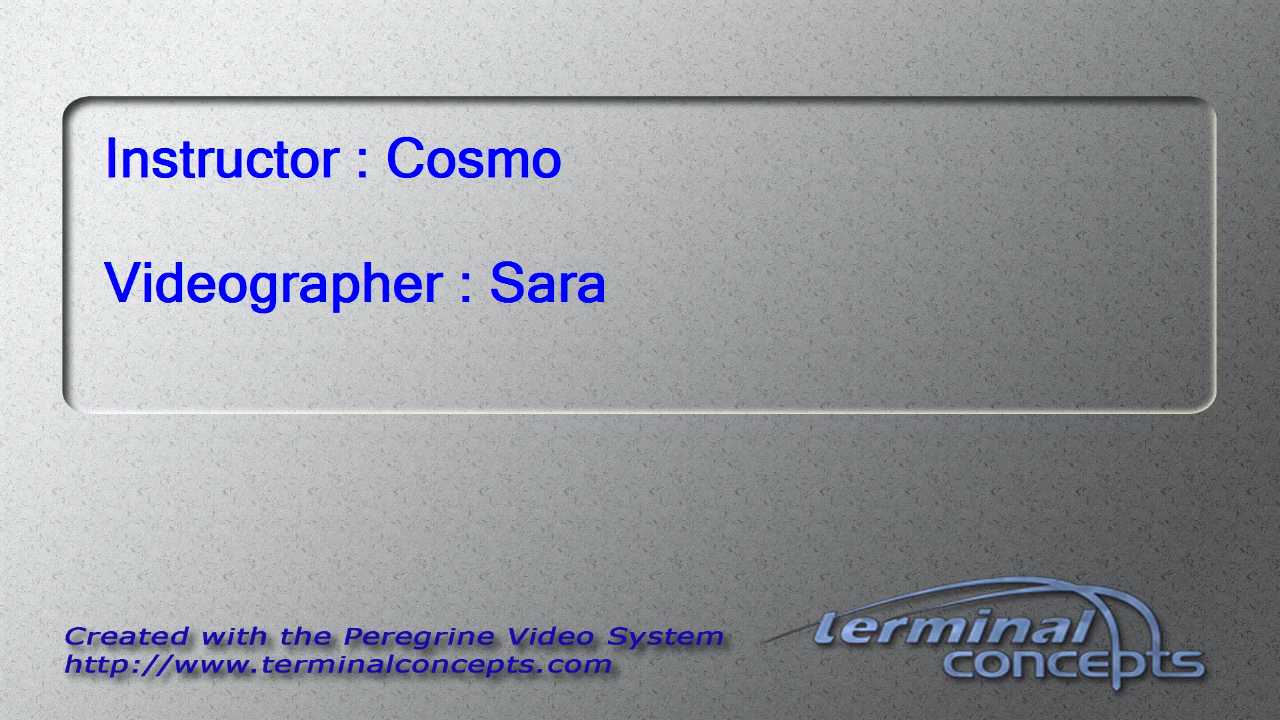 Instructor : Cosmo
Videographer : Sara
Created with the Peregrine Video System
http://www.terminalconcepts.com
terminal
concepts